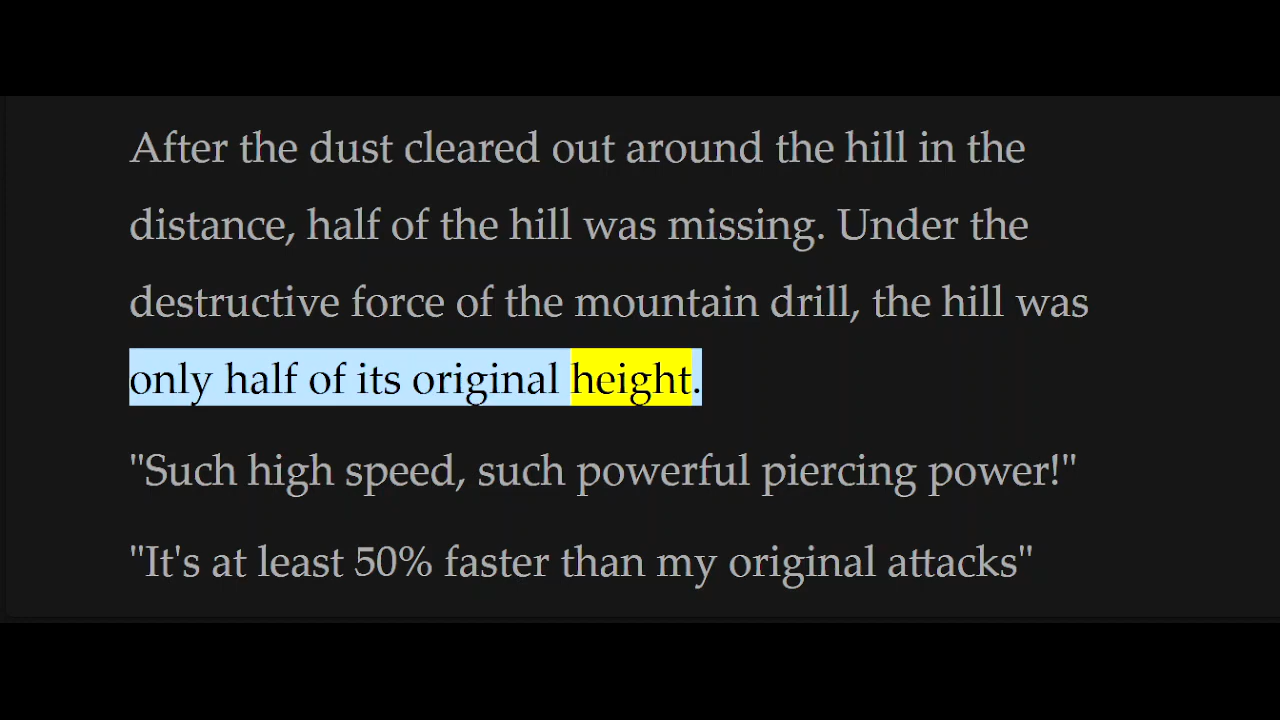 After the dust cleared out around the hill in the
distance, half of the hill was missing. Under the
destructive force of the mountain drill, the hill was
only half of its original height.
"Such high speed, such powerful piercing power!"
"It's at least 50% faster than my original attacks"